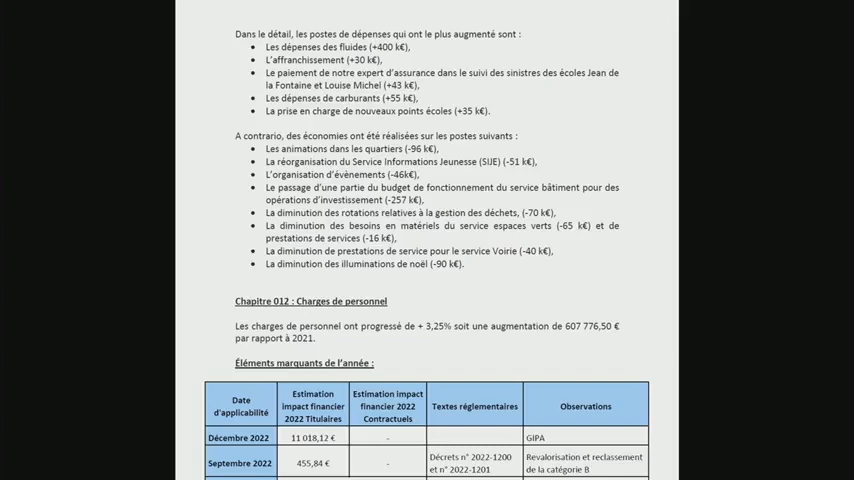 Dans le détail, les postes de dépenses qui ont le plus augmenté sont :
• Les dépenses des fluides (+400 k€),
• L'affranchissement (+30 k€),
• Le paiement de notre expert d'assurance dans le suivi des sinistres des écoles Jean de
la Fontaine et Louise Michel (+43 k€),
• Les dépenses de carburants (+55 k€),
• La prise en charge de nouveaux points écoles (+35 k€).
A contrario, des économies ont été réalisées sur les postes suivants :
• Les animations dans les quartiers (-96 k€),
• La réorganisation du Service Informations Jeunesse (SIJE) (-51 k€),
• L'organisation d'évènements (-46k€),
• Le passage d'une partie du budget de fonctionnement du service bâtiment pour des
opérations d'investissement (-257 k€),
• La diminution des rotations relatives à la gestion des déchets, (-70 k€),
• La diminution des besoins en matériels du service espaces verts (-65 k€) et de
prestations de services (-16 k€),
• La diminution de prestations de service pour le service Voirie (-40 k€),
• La diminution des illuminations de noël (-90 k€).
Chapitre 012 : Charges de personnel
Les charges de personnel ont progressé de + 3,25% soit une augmentation de 607 776,50 €
par rapport à 2021.
Éléments marquants de l'année :
Date d'applicabilité
Estimation impact financier 2022 Titulaires
Estimation impact financier 2022 Contractuels
Textes réglementaires
Observations
Décembre 2022 11 018,12 € - GIPA
Septembre 2022 455,84 € - Décrets n° 2022-1200 et n° 2022-1201 Revalorisation et reclassement de la catégorie B